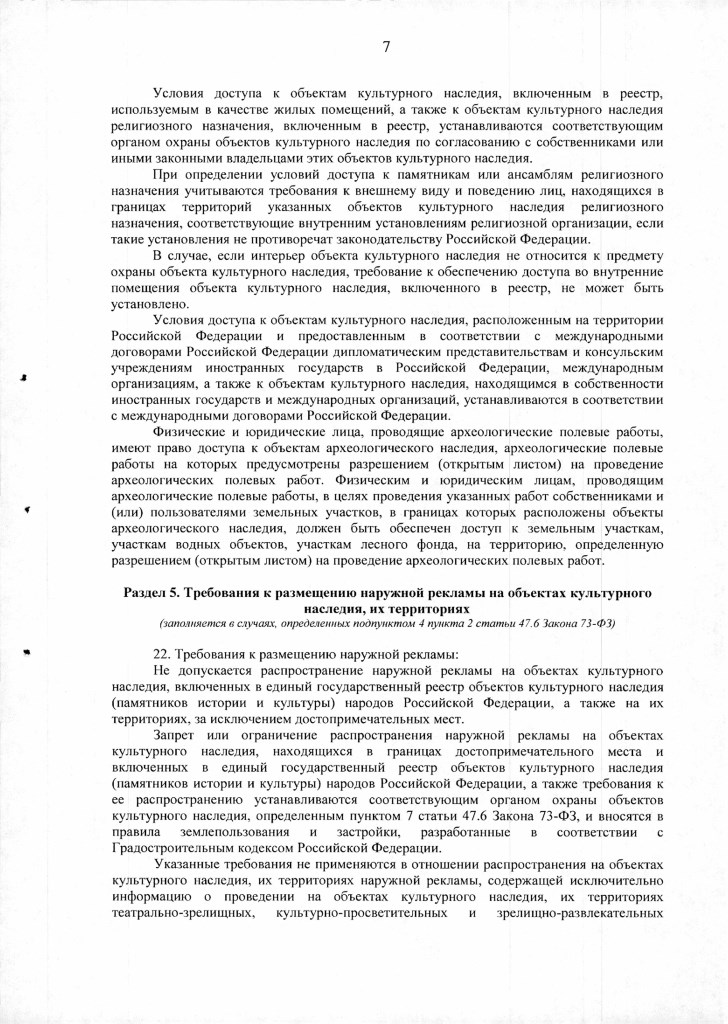 7
Условия доступа к объектам культурного наследия, включенным в реестр,
используемым в качестве жилых помещений, а также к объектам культурного наследия
религиозного назначения, включенным в реестр, устанавливаются соответствующим
органом охраны объектов культурного наследия по согласованию с собственниками или
иными законными владельцами этих объектов культурного наследия.
При определении условий доступа к памятникам или ансамблям религиозного
назначения учитываются требования к внешнему виду и поведению лиц, находящихся в
границах территорий указанных объектов культурного наследия религиозного
назначения, соответствующие внутренним установлениям религиозной организации, если
такие установления не противоречат законодательству Российской Федерации.
В случае, если интерьер объекта культурного наследия не относится к предмету
охраны объекта культурного наследия, требование к обеспечению доступа во внутренние
помещения объекта культурного наследия, включенного в реестр, не может быть
установлено.
Условия доступа к объектам культурного наследия, расположенным на территории
Российской Федерации и предоставленным в соответствии с международными
договорами Российской Федерации дипломатическим представительствам и консульским
учреждениям иностранных государств в Российской Федерации, международным
организациям, а также к объектам культурного наследия, находящимся в собственности
иностранных государств и международных организаций, устанавливаются в соответствии
с международными договорами Российской Федерации.
Физические и юридические лица, проводящие археологические полевые работы,
имеют право доступа к объектам археологического наследия, археологические полевые
работы на которых предусмотрены разрешением (открытым листом) на проведение
археологических полевых работ. Физическим и юридическим лицам, проводящим
археологические полевые работы, в целях проведения указанных работ собственниками и
(или) пользователями земельных участков, в границах которых расположены объекты
археологического наследия, должен быть обеспечен доступ к земельным участкам,
участкам водных объектов, участкам лесного фонда, на территорию, определенную
разрешением (открытым листом) на проведение археологических полевых работ.
Раздел 5. Требования к размещению наружной рекламы на объектах культурного
наследия, их территориях
(заполняется в случаях, определенных подпунктом 4 пункта 2 статьи 47.6 Закона 73-ФЗ)
22. Требования к размещению наружной рекламы:
Не допускается распространение наружной рекламы на объектах культурного
наследия, включенных в единый государственный реестр объектов культурного наследия
(памятников истории и культуры) народов Российской Федерации, а также на их
территориях, за исключением достопримечательных мест.
Запрет или ограничение распространения наружной рекламы на объектах
культурного наследия, находящихся в границах достопримечательного места и
включенных в единый государственный реестр объектов культурного наследия
(памятников истории и культуры) народов Российской Федерации, а также требования к
ее распространению устанавливаются соответствующим органом охраны объектов
культурного наследия, определенным пунктом 7 статьи 47.6 Закона 73-ФЗ, и вносятся в
правила землепользования и застройки, разработанные в соответствии с
Градостроительным кодексом Российской Федерации.
Указанные требования не применяются в отношении распространения на объектах
культурного наследия, их территориях наружной рекламы, содержащей исключительно
информацию о проведении на объектах культурного наследия, их территориях
театрально-зрелищных, культурно-просветительных и зрелищно-развлекательных